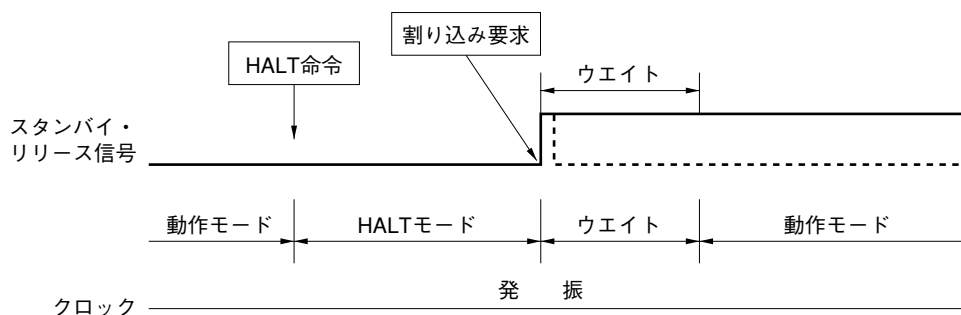 割り込み要求
HALT命令
ウエイト
スタンバイ・
リリース信号
動作モード
HALTモード
ウエイト
動作モード
発 振
クロック